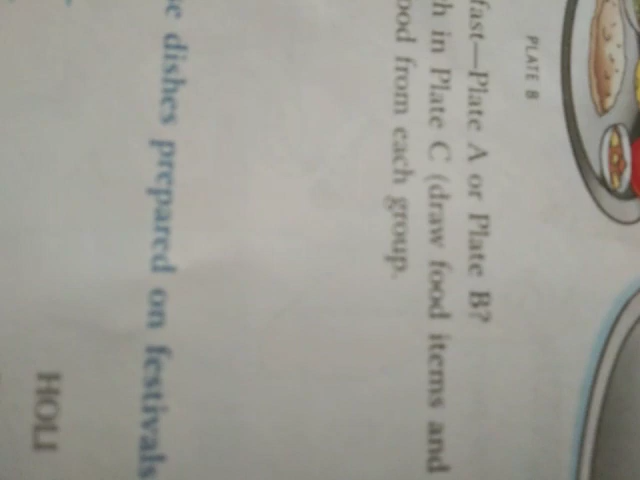 PLATE B
fast—Plate A or Plate B?
h in Plate C (draw food items and
ood from each group.
e dishes prepared on festivals
HOLI